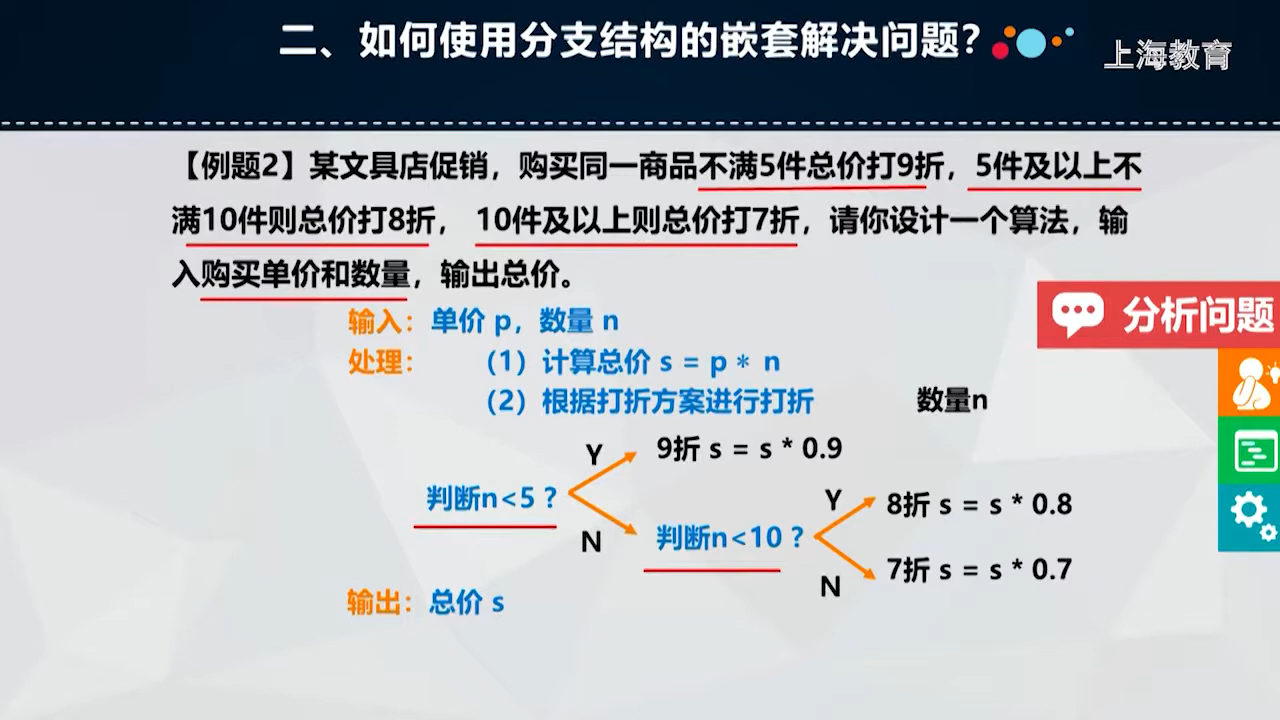 二、如何使用分支结构的嵌套解决问题?
上海教育
【例题2】某文具店促销，购买同一商品不满5件总价打9折，5件及以上不
满10件则总价打8折， 10件及以上则总价打7折，请你设计一个算法，输
入购买单价和数量，输出总价。
分析问题
输入：单价 p，数量 n
处理： （1）计算总价 s = p * n
（2）根据打折方案进行打折
数量n
Y
9折 s = s * 0.9
判断n<5 ?
N
判断n<10 ?
Y
8折 s = s * 0.8
N
7折 s = s * 0.7
输出：总价 s